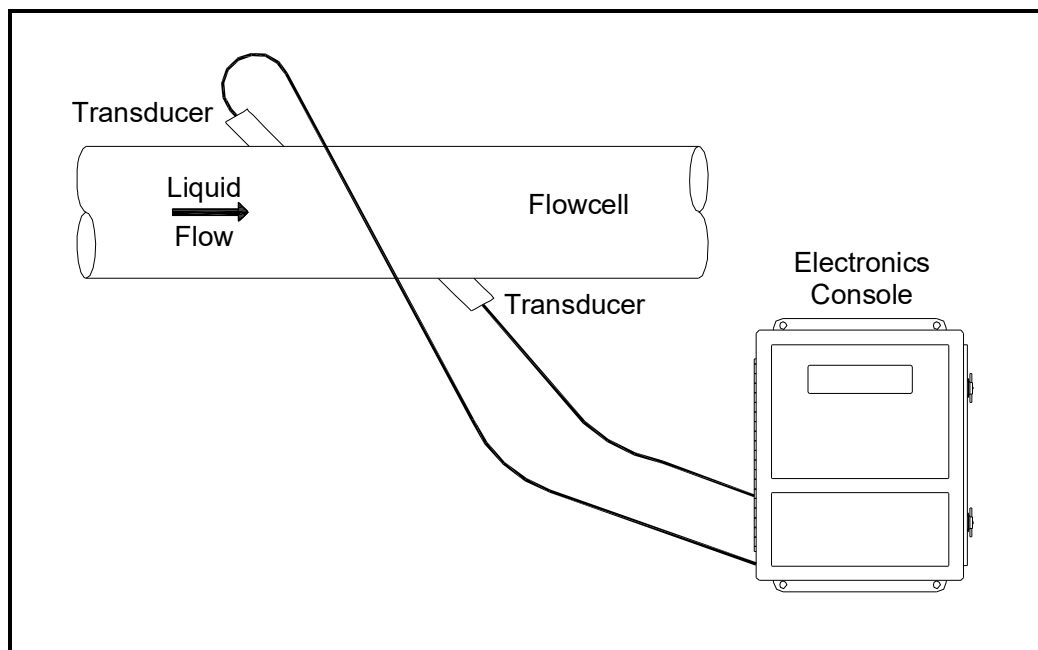 Transducer
Liquid
Flow
Flowcell
Transducer
Electronics
Console